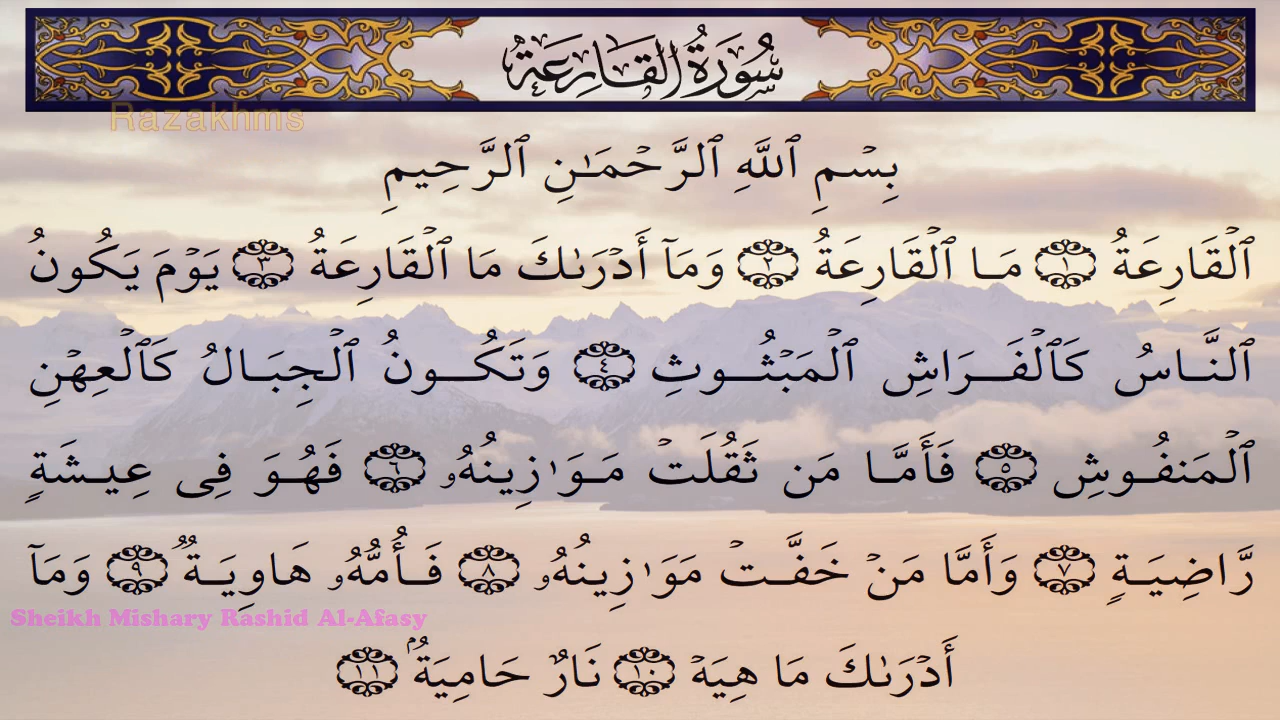 سُورَةُ القَارِعَةُ
Razakhms
بِسْمِ ٱللَّهِ ٱلرَّحْمَـٰنِ ٱلرَّحِيمِ
ٱلْقَارِعَةُ ١ مَا ٱلْقَارِعَةُ ٢ وَمَآ أَدْرَىٰكَ مَا ٱلْقَارِعَةُ ٣ يَوْمَ يَكُونُ
ٱلنَّاسُ كَٱلْفَرَاشِ ٱلْمَبْثُوثِ ٤ وَتَكُونُ ٱلْجِبَالُ كَٱلْعِهْنِ
ٱلْمَنفُوشِ ٥ فَأَمَّا مَن ثَقُلَتْ مَوَٰزِينُهُۥ ٦ فَهُوَ فِى عِيشَةٍ
رَّاضِيَةٍ ٧ وَأَمَّا مَنْ خَفَّتْ مَوَٰزِينُهُۥ ٨ فَأُمُّهُۥ هَاوِيَةٌ ٩ وَمَآ
Sheikh Mishary Rashid Al-Afasy
أَدْرَىٰكَ مَا هِيَهْ ١٠ نَارٌ حَامِيَةٌۢ ١١